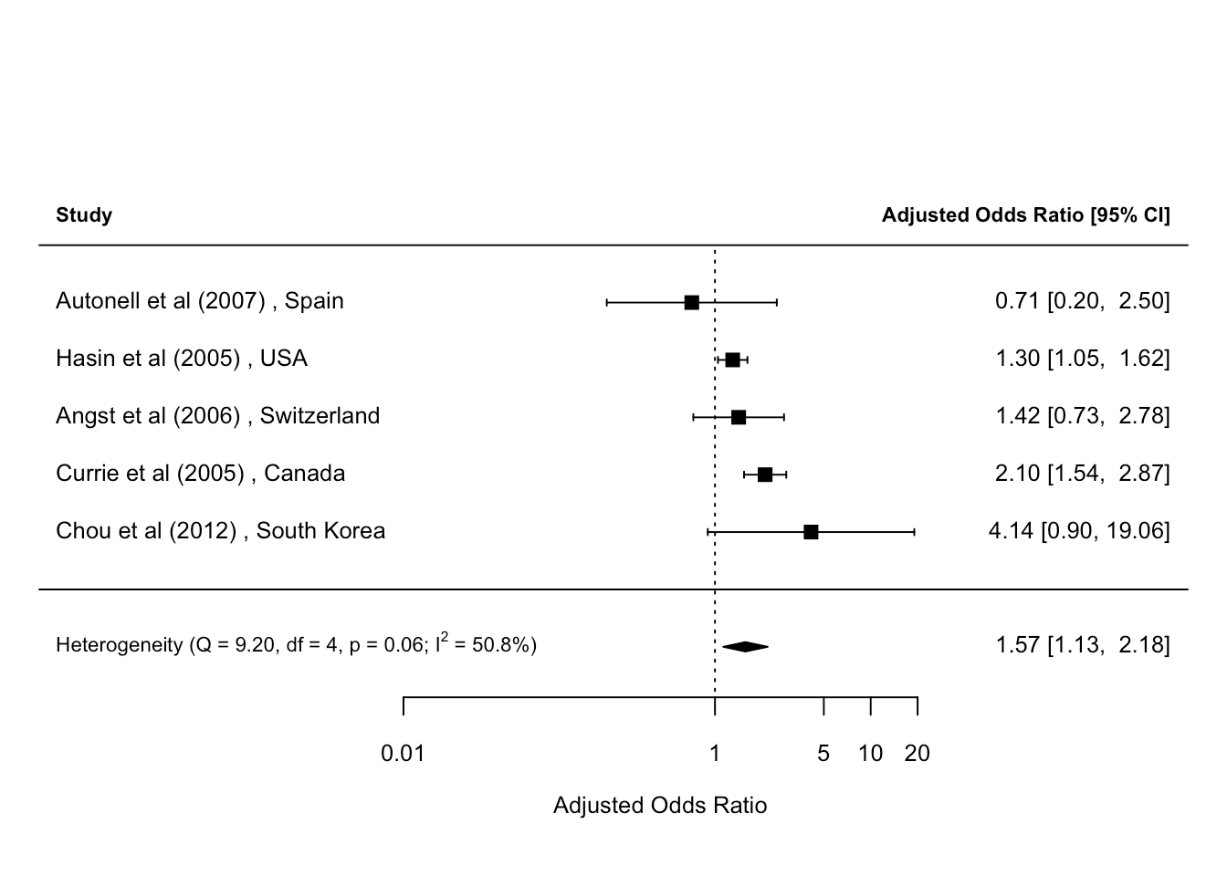 Study Adjusted Odds Ratio [95% CI]
Autonell et al (2007) , Spain 0.71 [0.20, 2.50]
Hasin et al (2005) , USA 1.30 [1.05, 1.62]
Angst et al (2006) , Switzerland 1.42 [0.73, 2.78]
Currie et al (2005) , Canada 2.10 [1.54, 2.87]
Chou et al (2012) , South Korea 4.14 [0.90, 19.06]
Heterogeneity (Q = 9.20, df = 4, p = 0.06; I² = 50.8%) 1.57 [1.13, 2.18]
0.01 1 5 10 20
Adjusted Odds Ratio